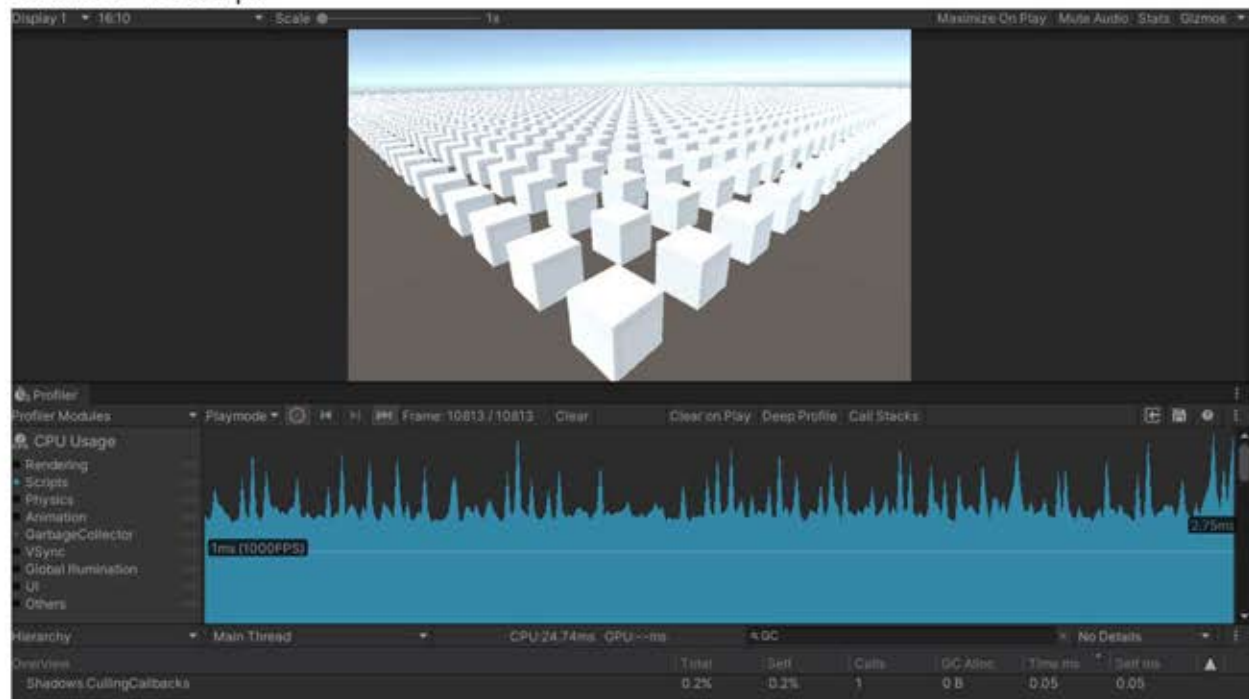 Display 1 16:10 Scale 1x Maximize On Play Mute Audio Stats Gizmos
Profiler
Profiler Modules Playmode Frame: 10813 / 10813 Clear Clear on Play Deep Profile Call Stacks
CPU Usage
Rendering
Scripts
Physics
Animation
GarbageCollector
VSync
Global Illumination
UI
Others
1ms (1000FPS)
2.75ms
Hierarchy Main Thread CPU:24.74ms GPU:--ms GC No Details
Overview Total Self Calls GC Alloc Time ms Self ms
Shadows.CullingCallbacks 0.2% 0.2% 1 0 B 0.05 0.05